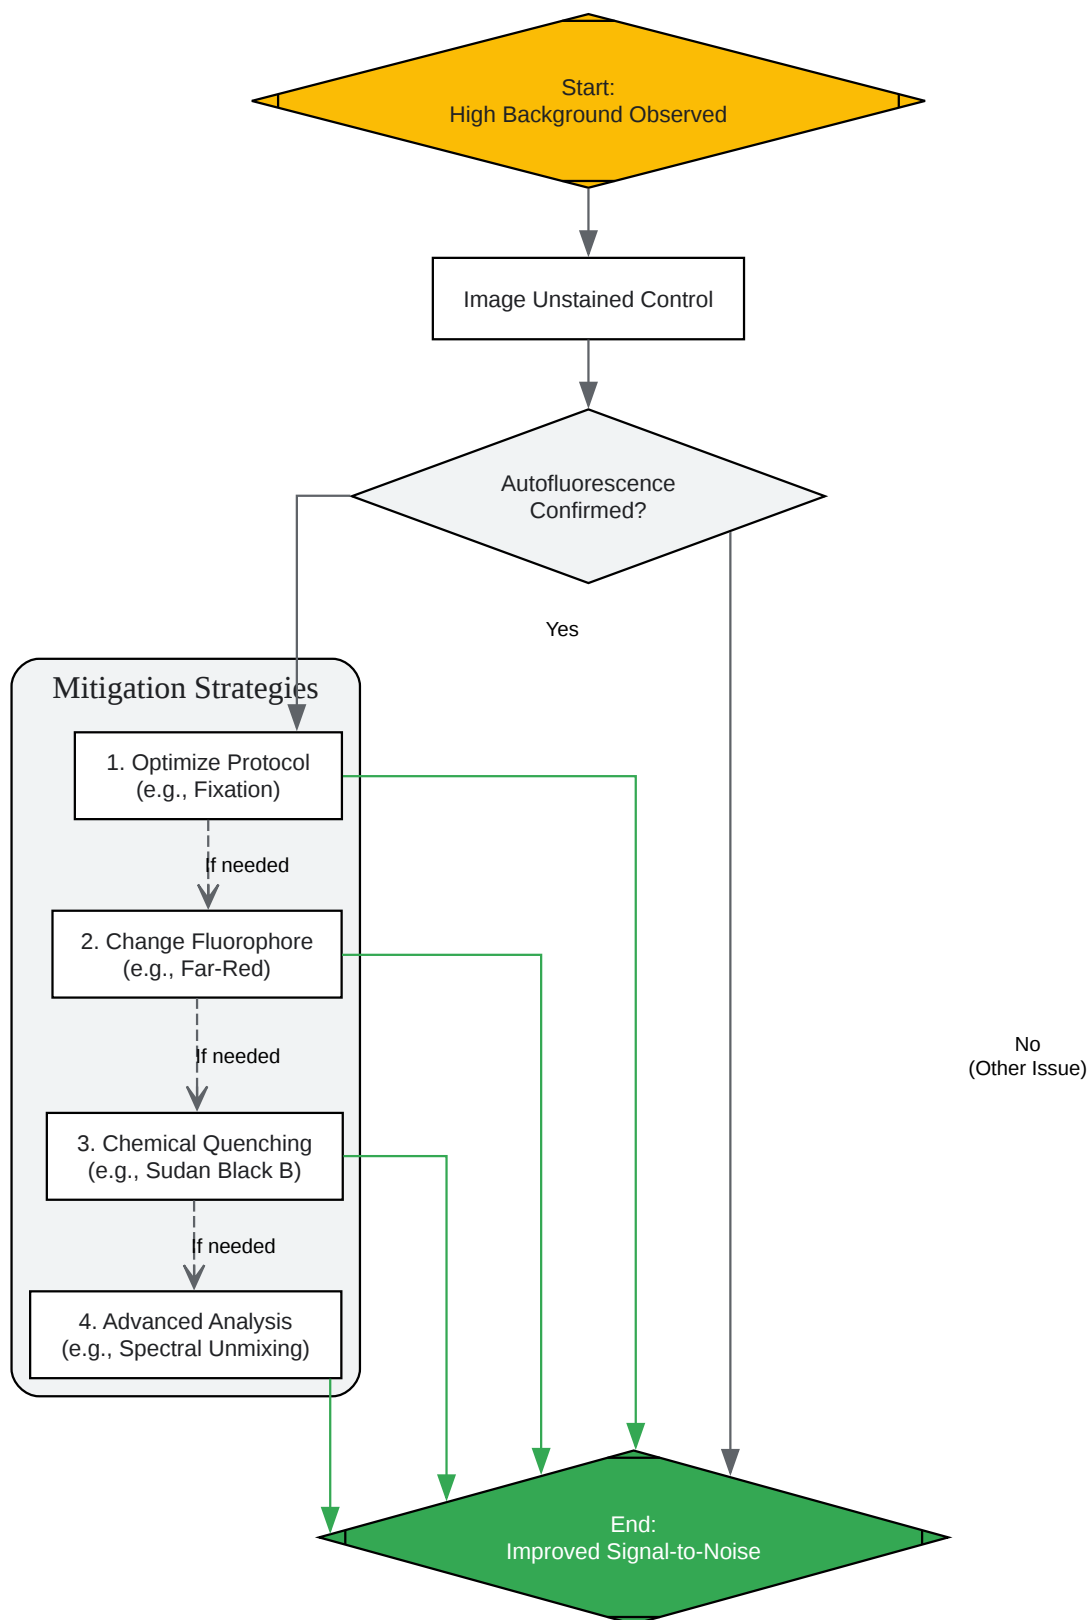 Start:
High Background Observed
Image Unstained Control
Autofluorescence
Confirmed?
Yes
Mitigation Strategies
1. Optimize Protocol
(e.g., Fixation)
If needed
2. Change Fluorophore
(e.g., Far-Red)
If needed
No
(Other Issue)
3. Chemical Quenching
(e.g., Sudan Black B)
If needed
4. Advanced Analysis
(e.g., Spectral Unmixing)
End:
Improved Signal-to-Noise